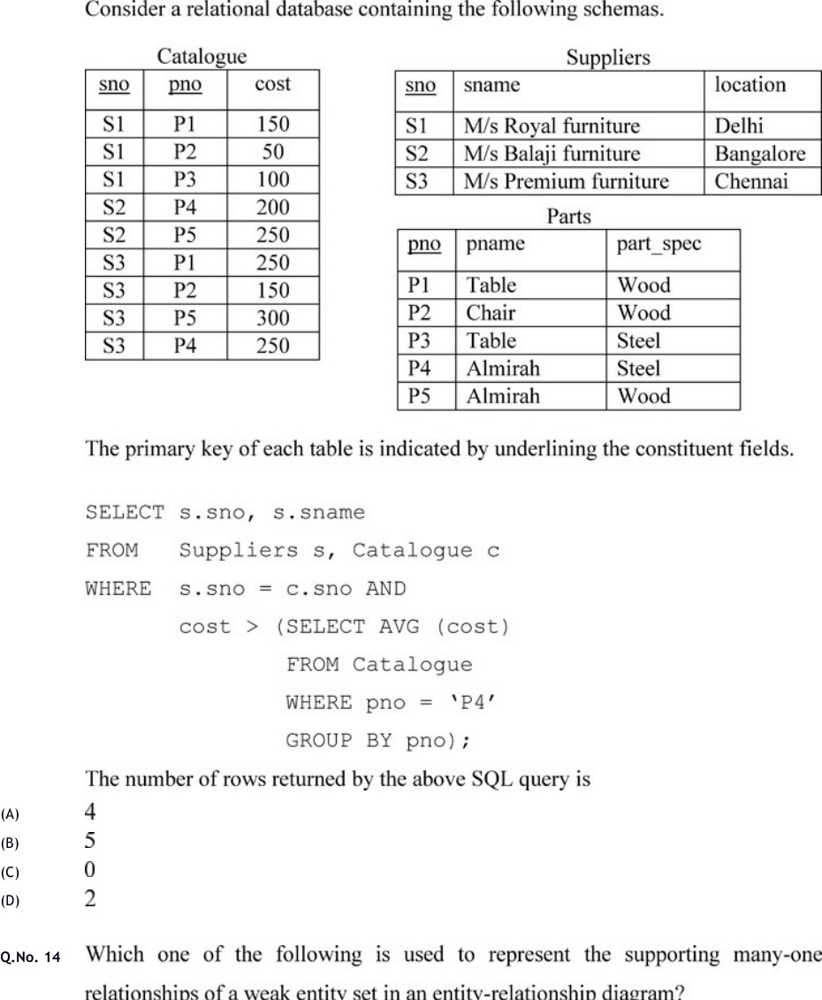 Consider a relational database containing the following schemas.
Catalogue
sno pno cost
S1 P1 150
S1 P2 50
S1 P3 100
S2 P4 200
S2 P5 250
S3 P1 250
S3 P2 150
S3 P5 300
S3 P4 250
Suppliers
sno sname location
S1 M/s Royal furniture Delhi
S2 M/s Balaji furniture Bangalore
S3 M/s Premium furniture Chennai
Parts
pno pname part_spec
P1 Table Wood
P2 Chair Wood
P3 Table Steel
P4 Almirah Steel
P5 Almirah Wood
The primary key of each table is indicated by underlining the constituent fields.
SELECT s.sno, s.sname
FROM Suppliers s, Catalogue c
WHERE s.sno = c.sno AND
cost > (SELECT AVG (cost)
FROM Catalogue
WHERE pno = ‘P4’
GROUP BY pno);
The number of rows returned by the above SQL query is
(A) 4
(B) 5
(C) 0
(D) 2
Q.No. 14 Which one of the following is used to represent the supporting many-one
relationships of a weak entity set in an entity-relationship diagram?